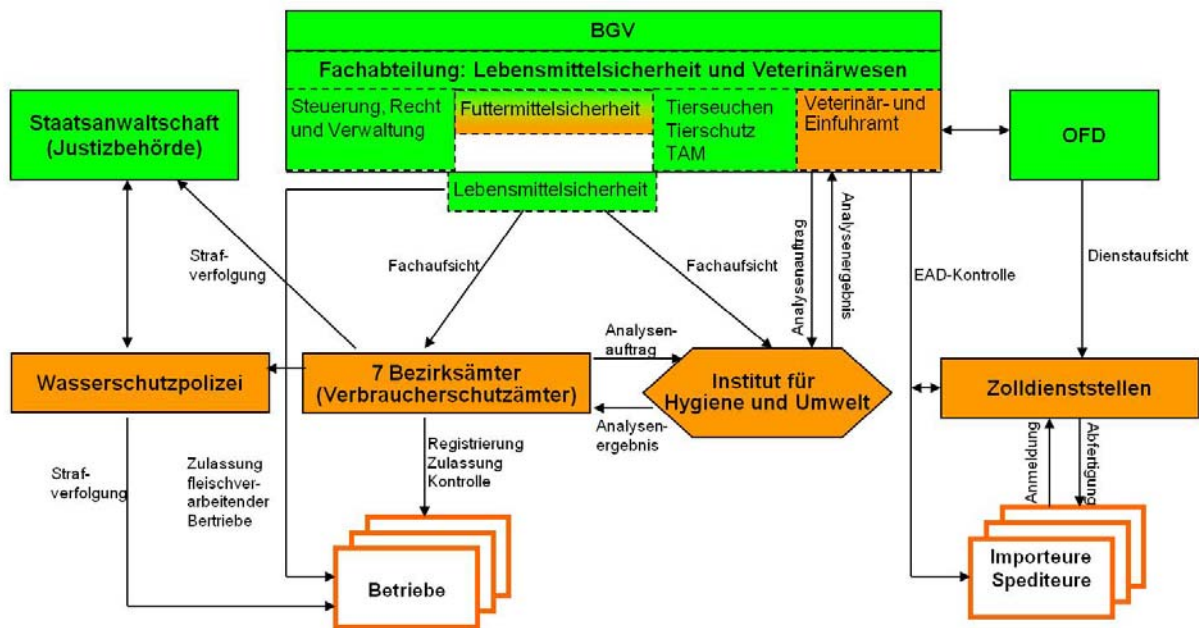 BGV
Fachabteilung: Lebensmittelsicherheit und Veterinärwesen
Steuerung, Recht
und Verwaltung
Futtermittelsicherheit
Tierseuchen
Tierschutz
TAM
Veterinär- und
Einfuhramt
Staatsanwaltschaft
(Justizbehörde)
OFD
Lebensmittelsicherheit
Straf-
verfolgung
Fachaufsicht
Fachaufsicht
Analysenauftrag
Analysenergebnis
EAD-Kontrolle
Dienstaufsicht
Wasserschutzpolizei
7 Bezirksämter
(Verbraucherschutzämter)
Analysen-
auftrag
Analysen-
ergebnis
Institut für
Hygiene und Umwelt
Zolldienststellen
Straf-
verfolgung
Zulassung
fleischver-
arbeitender
Bertriebe
Registrierung
Zulassung
Kontrolle
Anmeldung
Abfertigung
Betriebe
Importeure
Spediteure